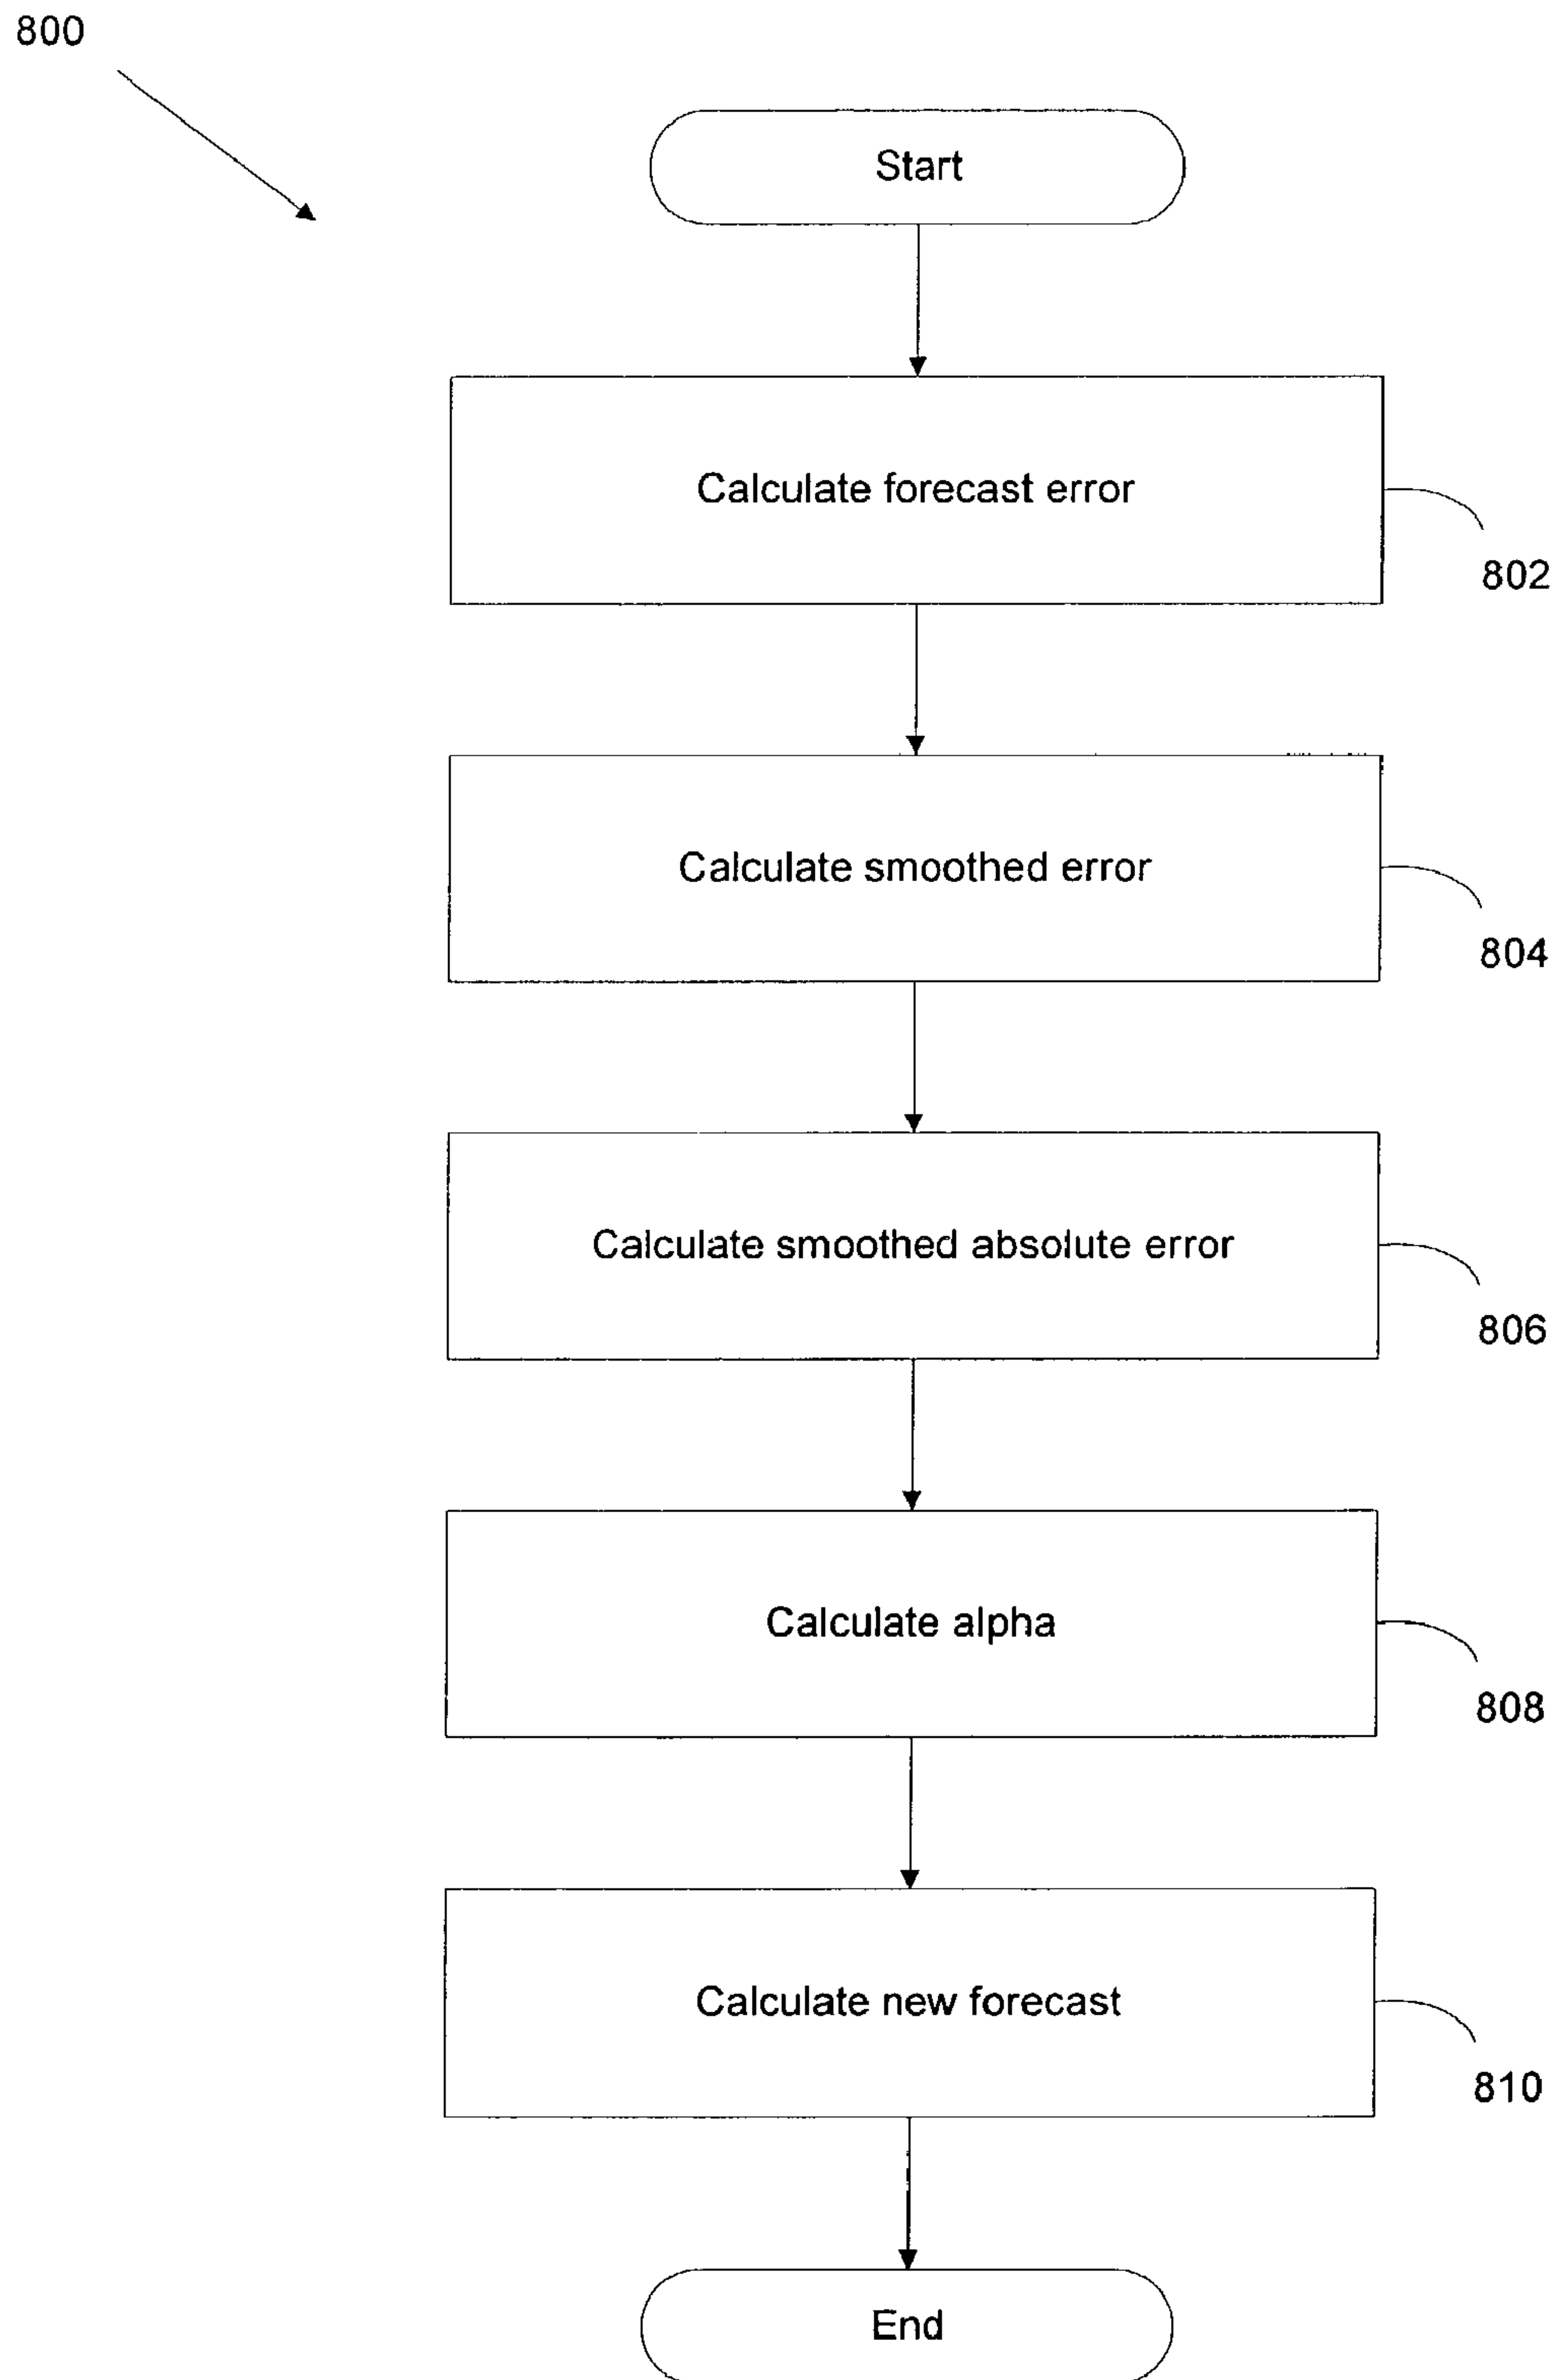 800
Start
Calculate forecast error
802
Calculate smoothed error
804
Calculate smoothed absolute error
806
Calculate alpha
808
Calculate new forecast
810
End